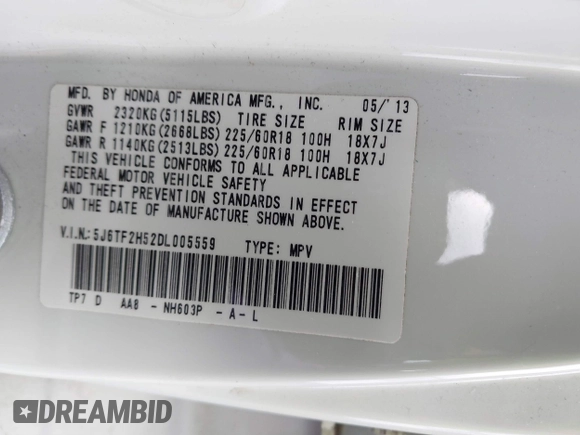 MFD. BY HONDA OF AMERICA MFG., INC. 05/'13
GVWR 2320KG(5115LBS) TIRE SIZE RIM SIZE
GAWR F 1210KG(2668LBS) 225/60R18 100H 18X7J
GAWR R 1140KG(2513LBS) 225/60R18 100H 18X7J
THIS VEHICLE CONFORMS TO ALL APPLICABLE
FEDERAL MOTOR VEHICLE SAFETY
AND THEFT PREVENTION STANDARDS IN EFFECT
ON THE DATE OF MANUFACTURE SHOWN ABOVE.
V.I.N.:5J6TF2H52DL005559 TYPE: MPV
TP7 D AA8 - NH603P - A - L
DREAMBID